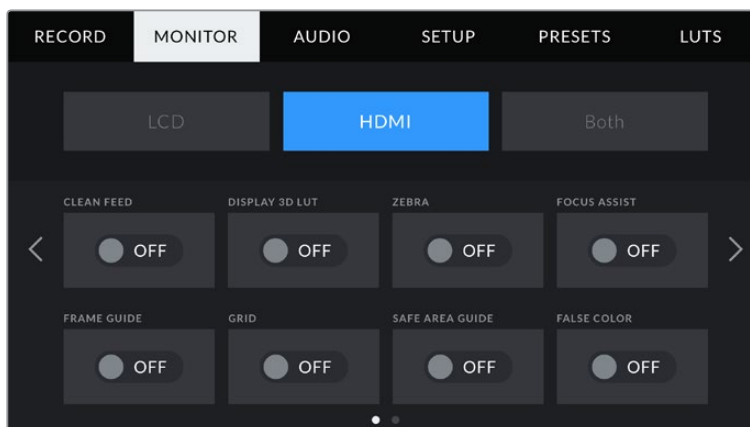 RECORD MONITOR AUDIO SETUP PRESETS LUTS
LCD HDMI Both
CLEAN FEED DISPLAY 3D LUT ZEBRA FOCUS ASSIST
OFF OFF OFF OFF
FRAME GUIDE GRID SAFE AREA GUIDE FALSE COLOR
OFF OFF OFF OFF